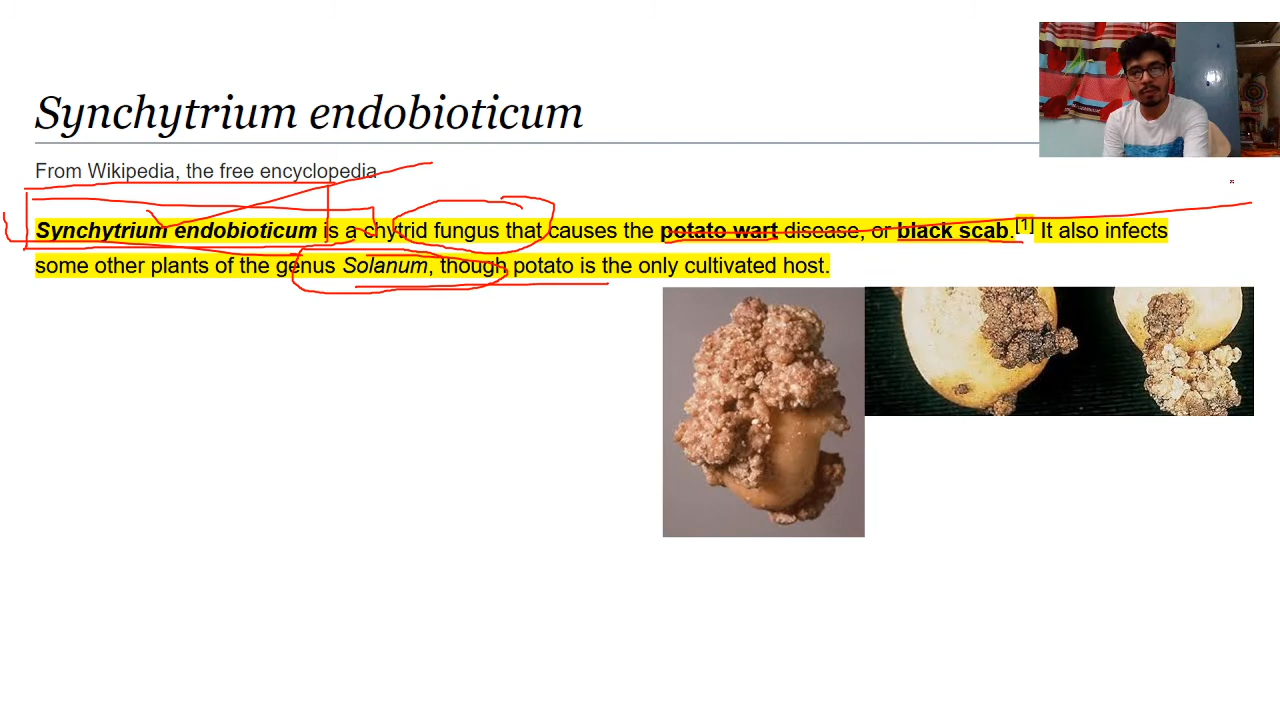 Synchytrium endobioticum
From Wikipedia, the free encyclopedia
Synchytrium endobioticum is a chytrid fungus that causes the potato wart disease, or black scab.[1] It also infects
some other plants of the genus Solanum, though potato is the only cultivated host.